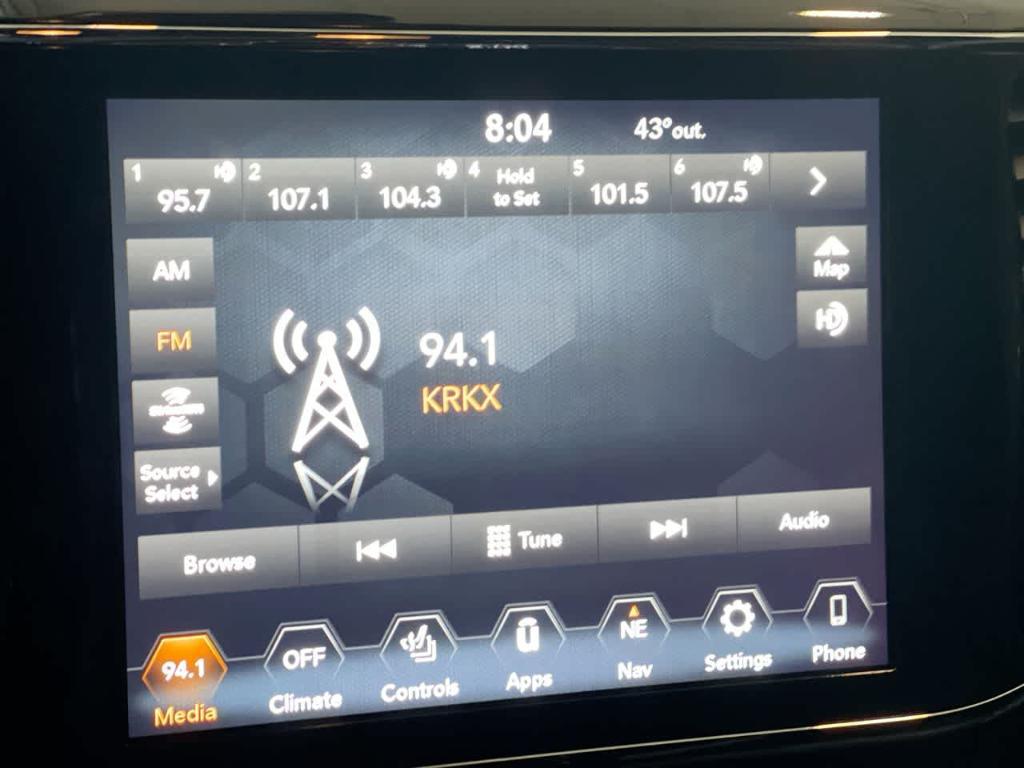 8:04 43°out.
1 95.7 2 107.1 3 104.3 4 Hold to Set 5 101.5 6 107.5
AM
Map
FM
HD
94.1
KRKX
Source
Select
Browse Tune Audio
94.1 OFF NE
Media Climate Controls Apps Nav Settings Phone